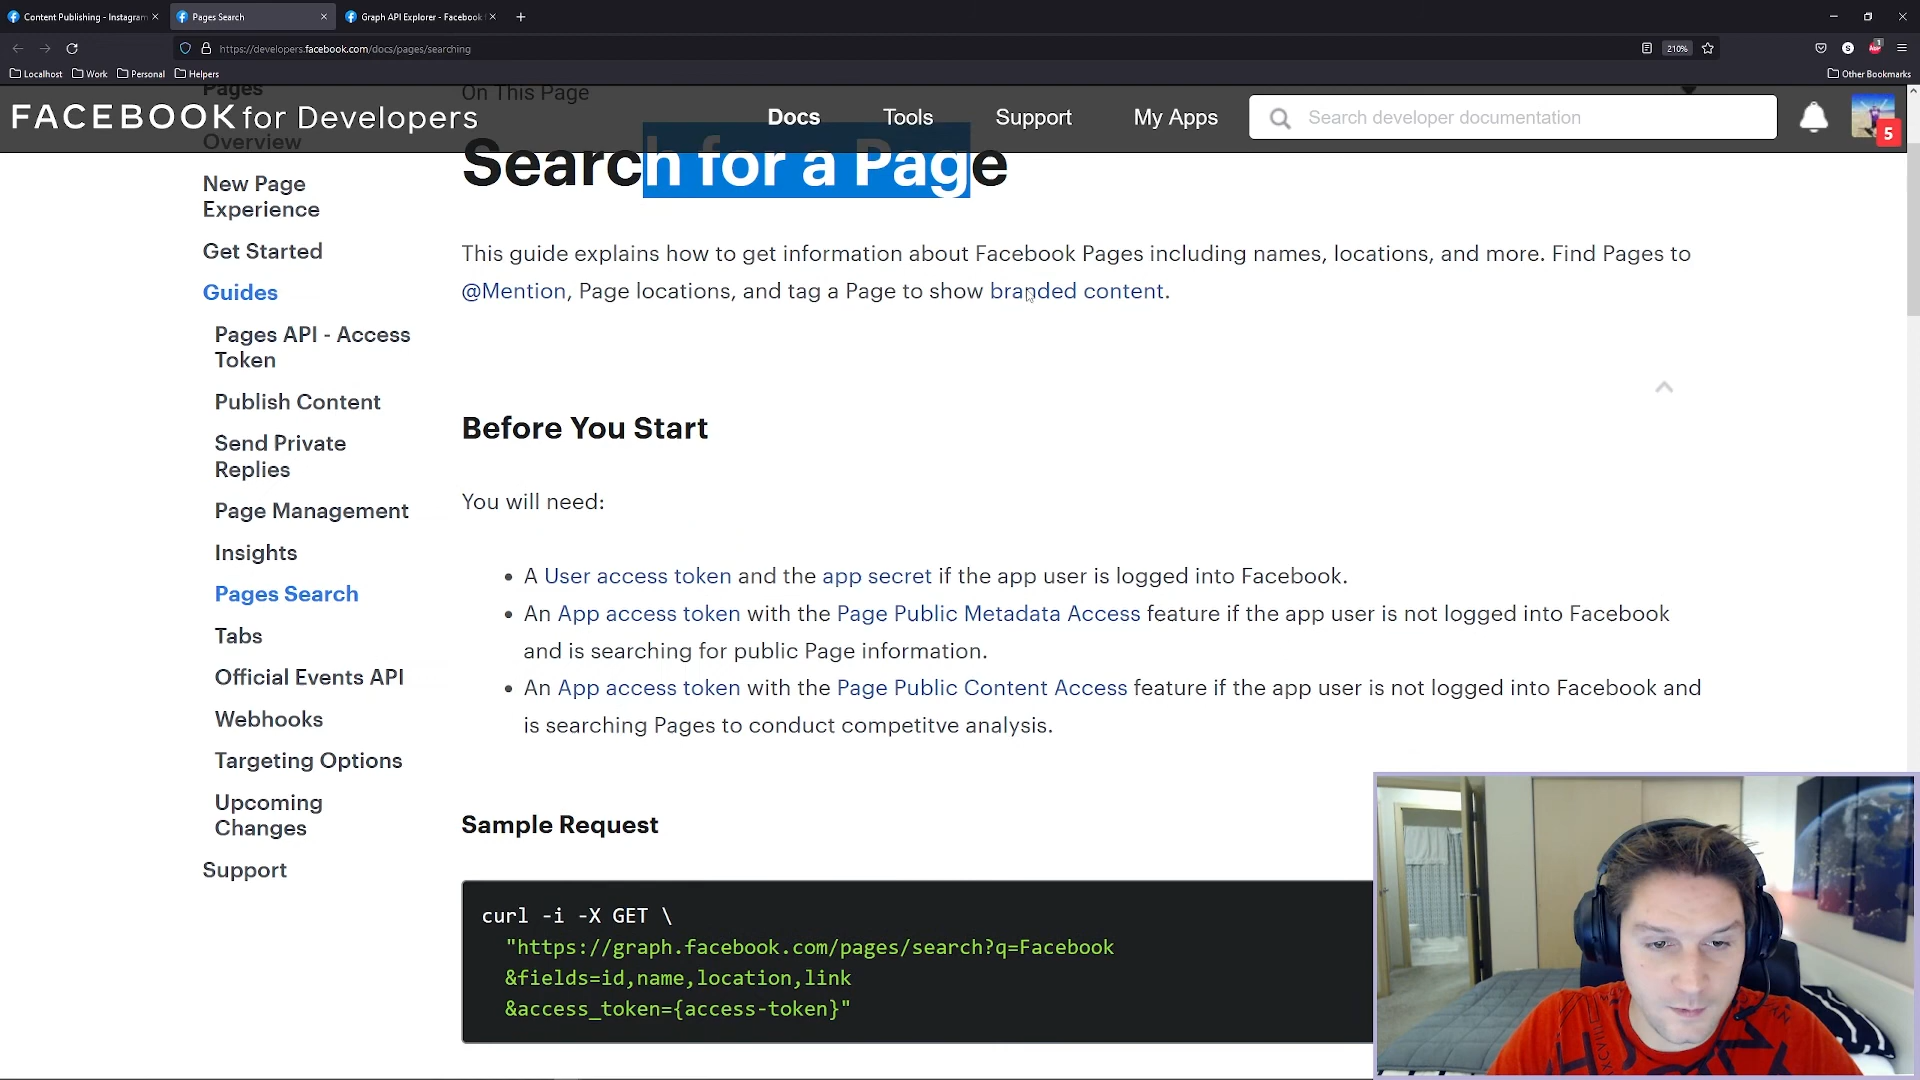 Content Publishing - Instagram
Pages Search
Graph API Explorer - Facebook
https://developers.facebook.com/docs/pages/searching
210%
Localhost
Work
Personal
Helpers
Other Bookmarks
FACEBOOK for Developers
Docs
Tools
Support
My Apps
Search developer documentation
5
Pages
Overview
New Page
Experience
Get Started
Guides
Pages API - Access
Token
Publish Content
Send Private
Replies
Page Management
Insights
Pages Search
Tabs
Official Events API
Webhooks
Targeting Options
Upcoming
Changes
Support
On This Page
Search for a Page
This guide explains how to get information about Facebook Pages including names, locations, and more. Find Pages to
@Mention, Page locations, and tag a Page to show branded content.
Before You Start
You will need:
• A User access token and the app secret if the app user is logged into Facebook.
• An App access token with the Page Public Metadata Access feature if the app user is not logged into Facebook
and is searching for public Page information.
• An App access token with the Page Public Content Access feature if the app user is not logged into Facebook and
is searching Pages to conduct competitve analysis.
Sample Request
curl -i -X GET \
"https://graph.facebook.com/pages/search?q=Facebook
&fields=id,name,location,link
&access_token={access-token}"